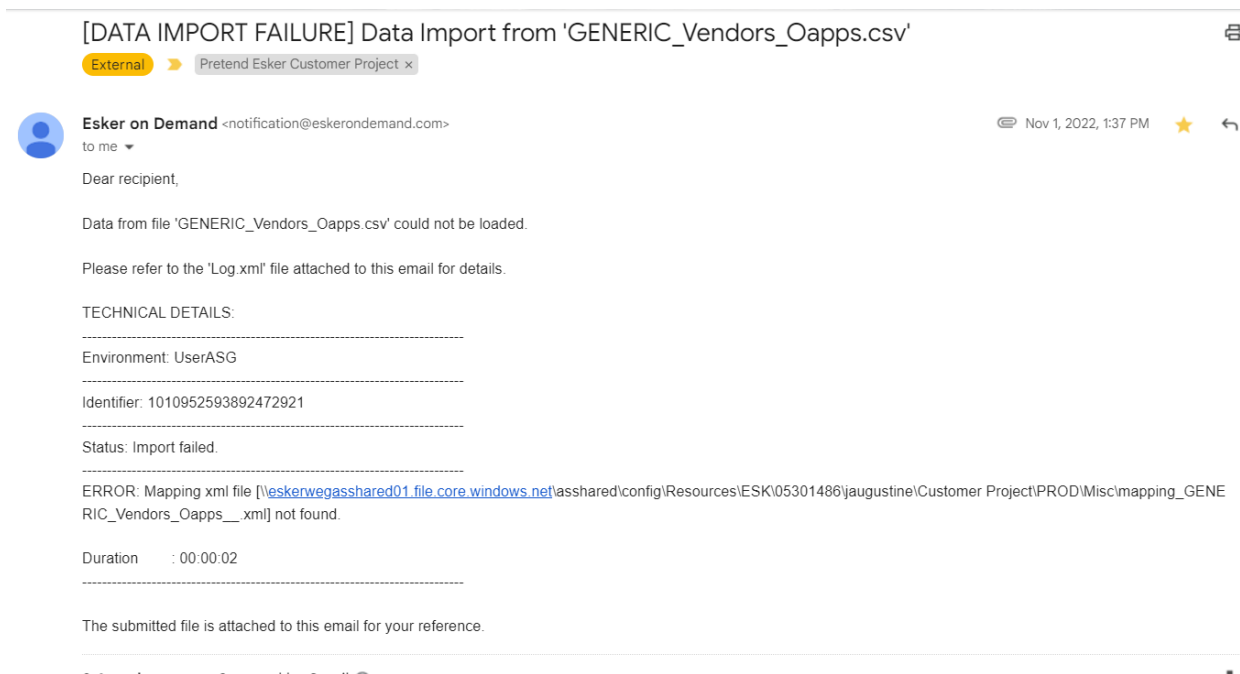 [DATA IMPORT FAILURE] Data Import from 'GENERIC_Vendors_Oapps.csv'
External Pretend Esker Customer Project ×
Esker on Demand <notification@eskerondemand.com> Nov 1, 2022, 1:37 PM
to me
Dear recipient,
Data from file 'GENERIC_Vendors_Oapps.csv' could not be loaded.
Please refer to the 'Log.xml' file attached to this email for details.
TECHNICAL DETAILS:
------------------------------------------------------------------------------
Environment: UserASG
------------------------------------------------------------------------------
Identifier: 1010952593892472921
------------------------------------------------------------------------------
Status: Import failed.
------------------------------------------------------------------------------
ERROR: Mapping xml file [\\eskerwegasshared01.file.core.windows.net\asshared\config\Resources\ESK\05301486\jaugustine\Customer Project\PROD\Misc\mapping_GENE
RIC_Vendors_Oapps__.xml] not found.
Duration : 00:00:02
------------------------------------------------------------------------------
The submitted file is attached to this email for your reference.